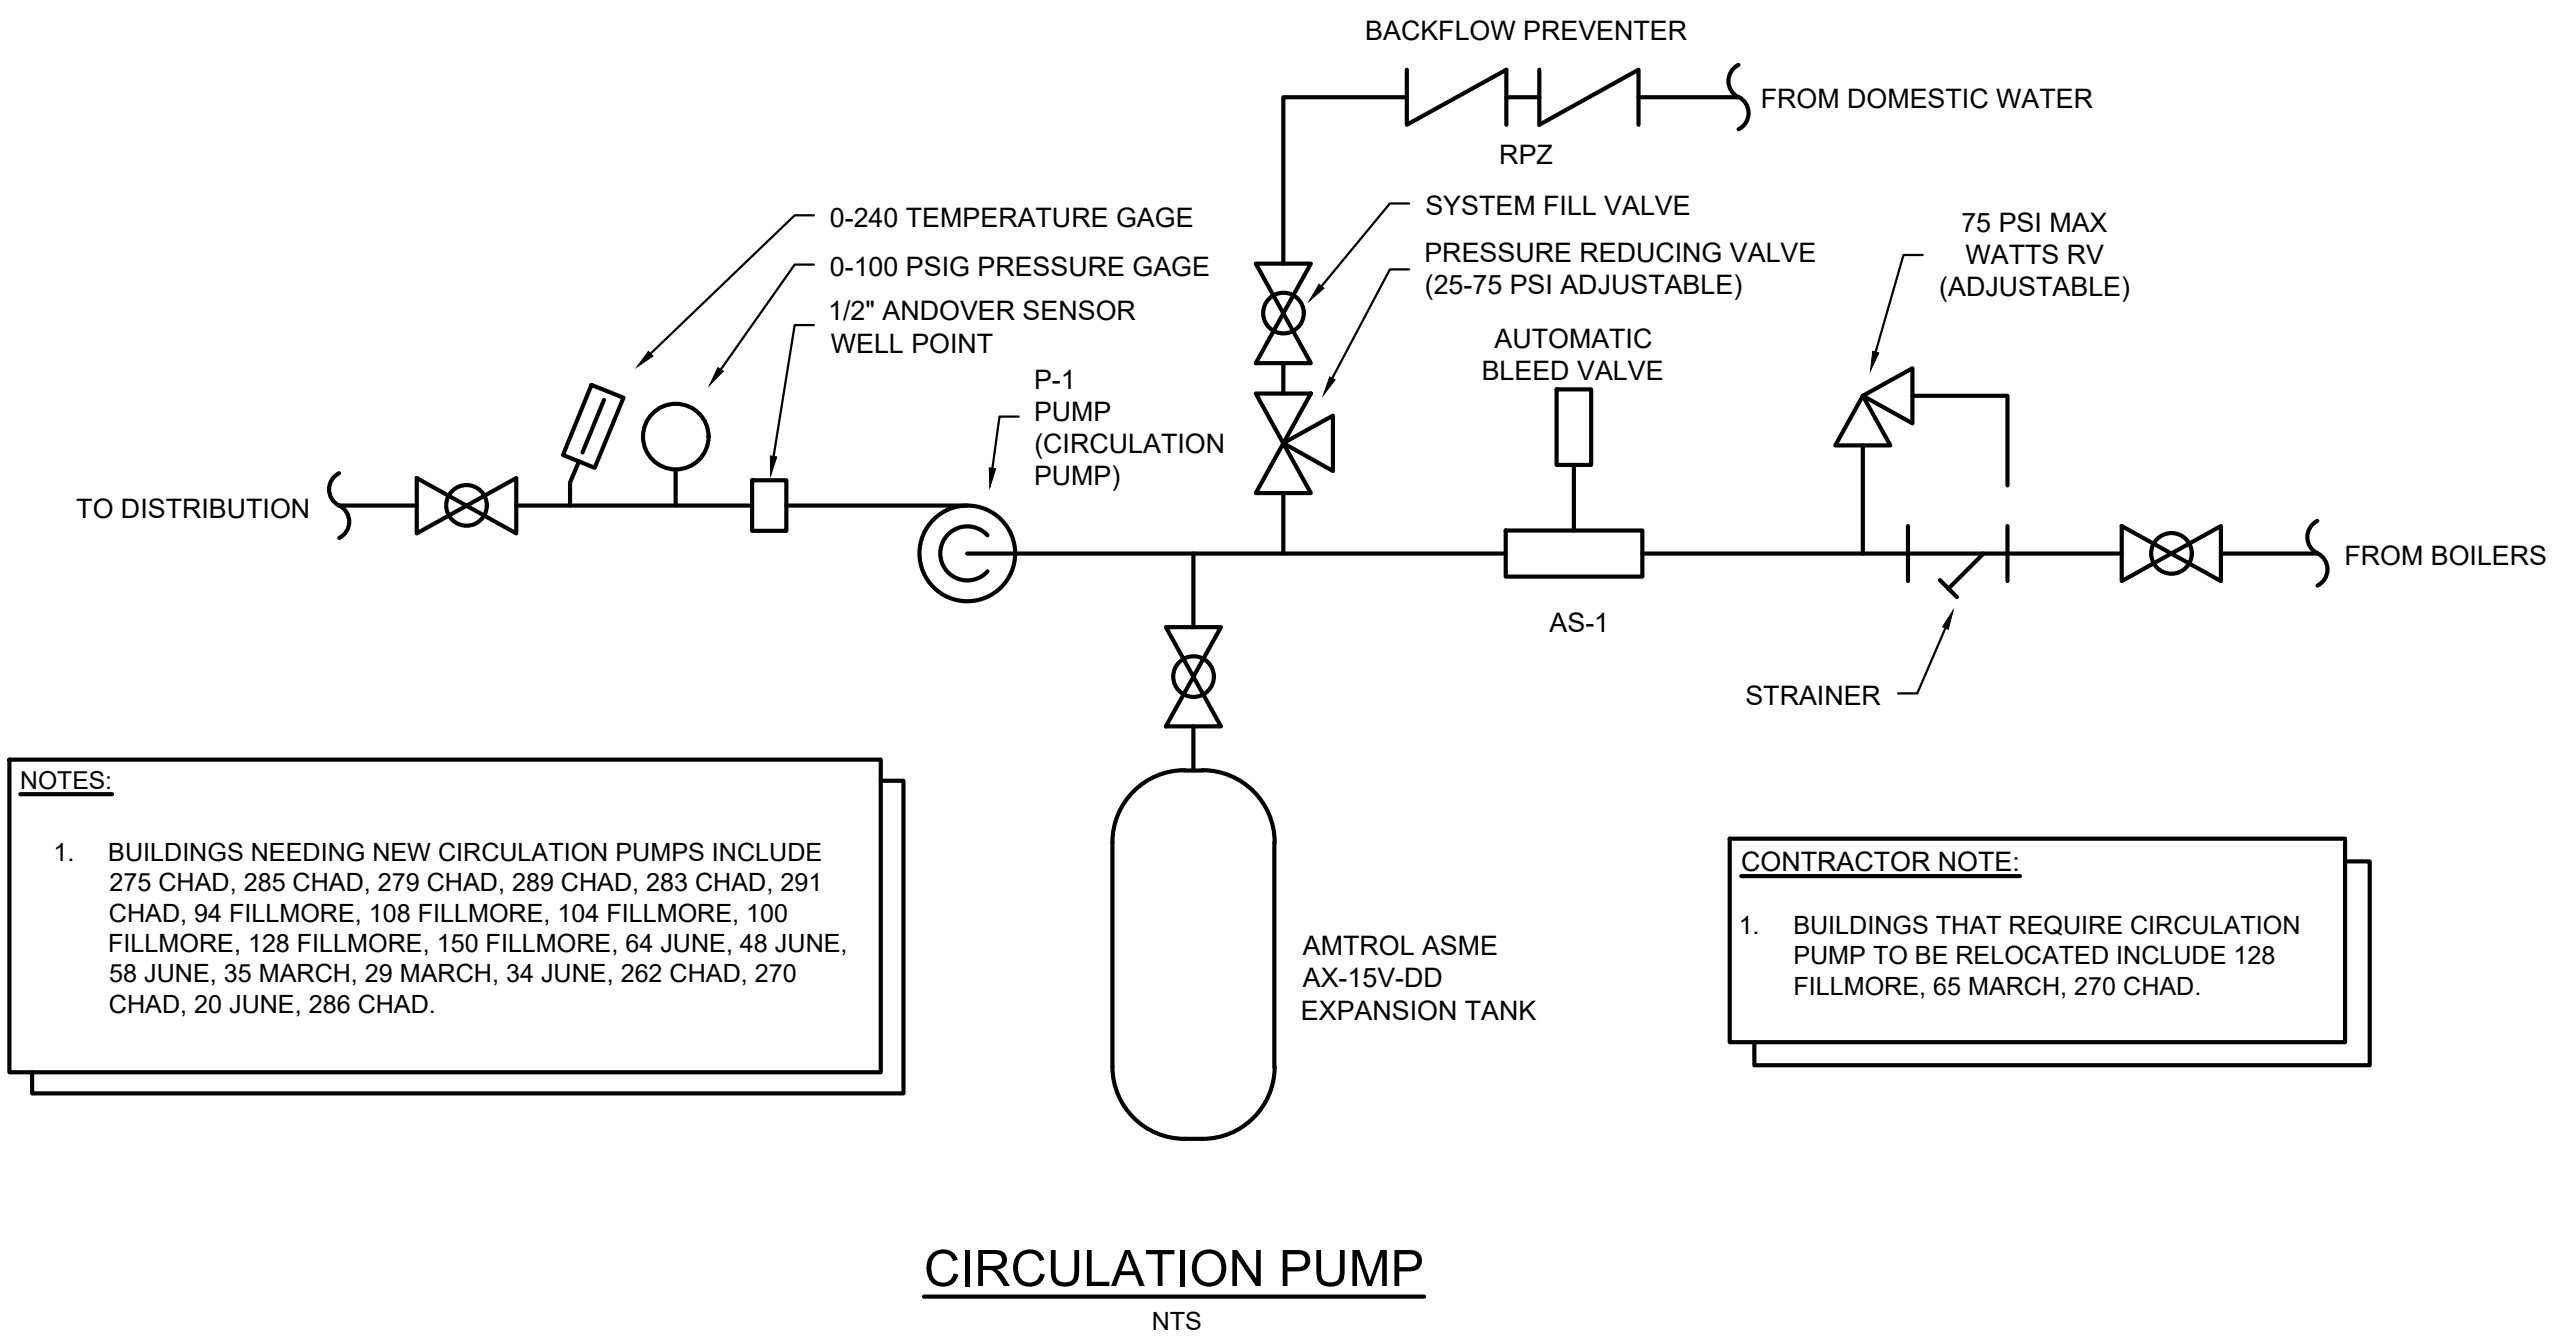 BACKFLOW PREVENTER
FROM DOMESTIC WATER
RPZ
0-240 TEMPERATURE GAGE
0-100 PSIG PRESSURE GAGE
1/2" ANDOVER SENSOR
WELL POINT
SYSTEM FILL VALVE
PRESSURE REDUCING VALVE
(25-75 PSI ADJUSTABLE)
75 PSI MAX
WATTS RV
(ADJUSTABLE)
AUTOMATIC
BLEED VALVE
P-1
PUMP
(CIRCULATION
PUMP)
TO DISTRIBUTION
FROM BOILERS
AS-1
STRAINER
NOTES:
1. BUILDINGS NEEDING NEW CIRCULATION PUMPS INCLUDE
275 CHAD, 285 CHAD, 279 CHAD, 289 CHAD, 283 CHAD, 291
CHAD, 94 FILLMORE, 108 FILLMORE, 104 FILLMORE, 100
FILLMORE, 128 FILLMORE, 150 FILLMORE, 64 JUNE, 48 JUNE,
58 JUNE, 35 MARCH, 29 MARCH, 34 JUNE, 262 CHAD, 270
CHAD, 20 JUNE, 286 CHAD.
AMTROL ASME
AX-15V-DD
EXPANSION TANK
CONTRACTOR NOTE:
1. BUILDINGS THAT REQUIRE CIRCULATION
PUMP TO BE RELOCATED INCLUDE 128
FILLMORE, 65 MARCH, 270 CHAD.
CIRCULATION PUMP
NTS